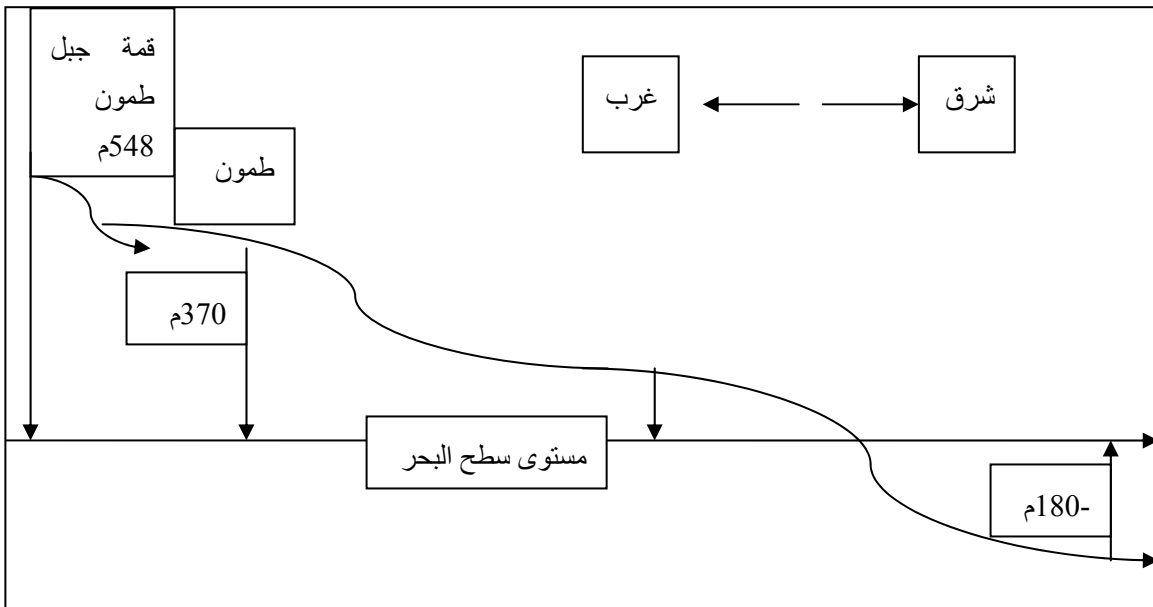 قمة جبل
طمون
548م
طمون
غرب
شرق
370م
مستوى سطح البحر
-180م